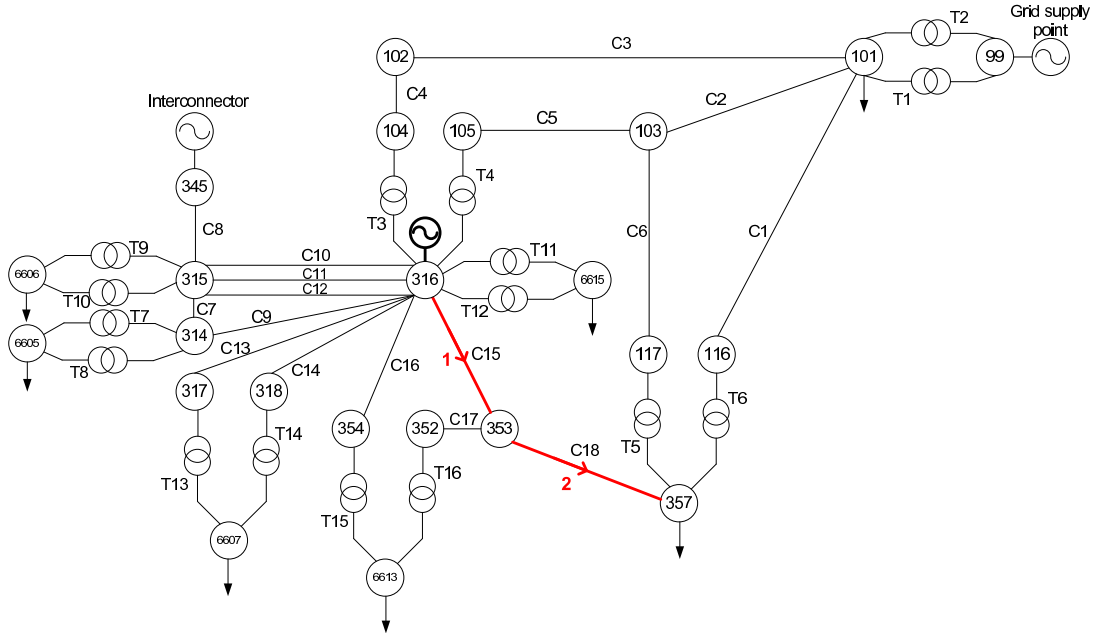 T2
Grid supply
point
102
C3
101
99
T1
C4
C2
Interconnector
104
105
C5
103
345
T4
T3
C8
C6
C1
T9
C10
T11
6606
315
C11
316
6615
T10
C12
T12
C7
T7
C9
6605
314
C13
C15
1
T8
C16
117
116
C14
317
318
T6
C17
354
352
353
T5
T14
C18
T16
2
T13
357
T15
6607
6613